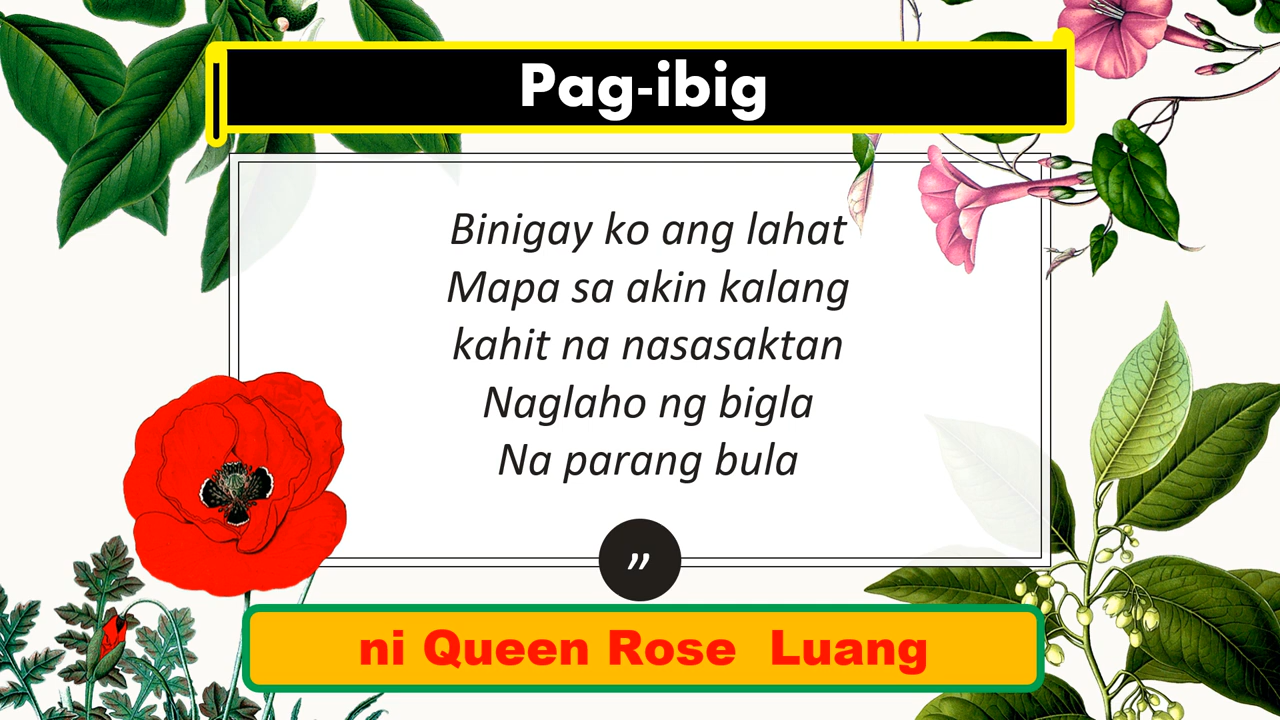 Pag-ibig
Binigay ko ang lahat
Mapa sa akin kalang
kahit na nasasaktan
Naglaho ng bigla
Na parang bula
”
ni Queen Rose Luang